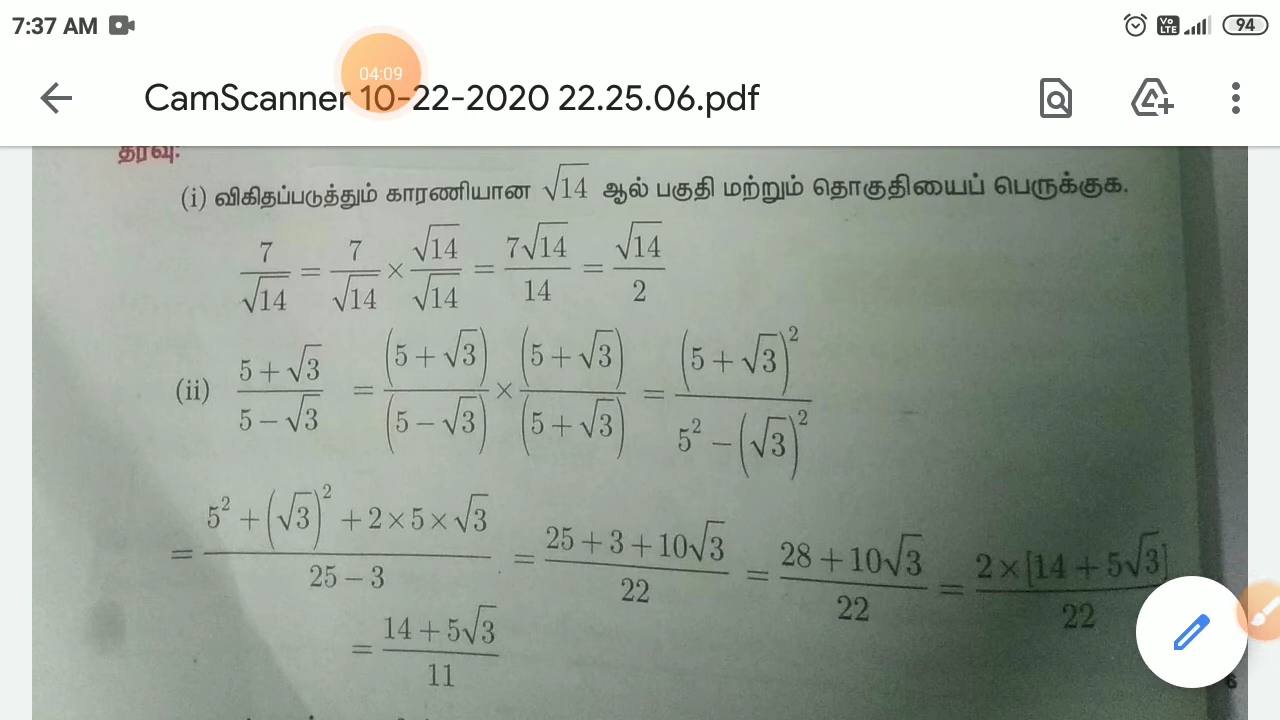 7:37 AM Vo LTE 94
04:09
CamScanner 10-22-2020 22.25.06.pdf
தரவு:
(i) விகிதப்படுத்தும் காரணியான √14 ஆல் பகுதி மற்றும் தொகுதியைப் பெருக்குக.
7/√14 = 7/√14 × √14/√14 = 7√14/14 = √14/2
(ii) (5 + √3)/(5 − √3) = (5 + √3)/(5 − √3) × (5 + √3)/(5 + √3) = (5 + √3)²/(5² − (√3)²)
= (5² + (√3)² + 2 × 5 × √3)/(25 − 3) = (25 + 3 + 10√3)/22 = (28 + 10√3)/22 = (2 × [14 + 5√3])/22
= (14 + 5√3)/11